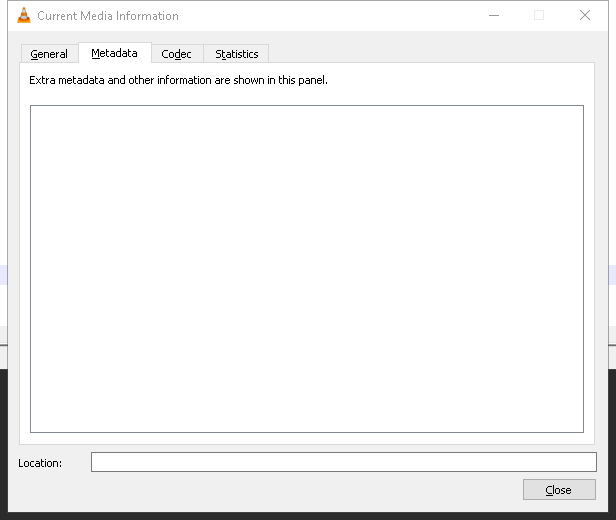 Current Media Information
General Metadata Codec Statistics
Extra metadata and other information are shown in this panel.
Location:
Close